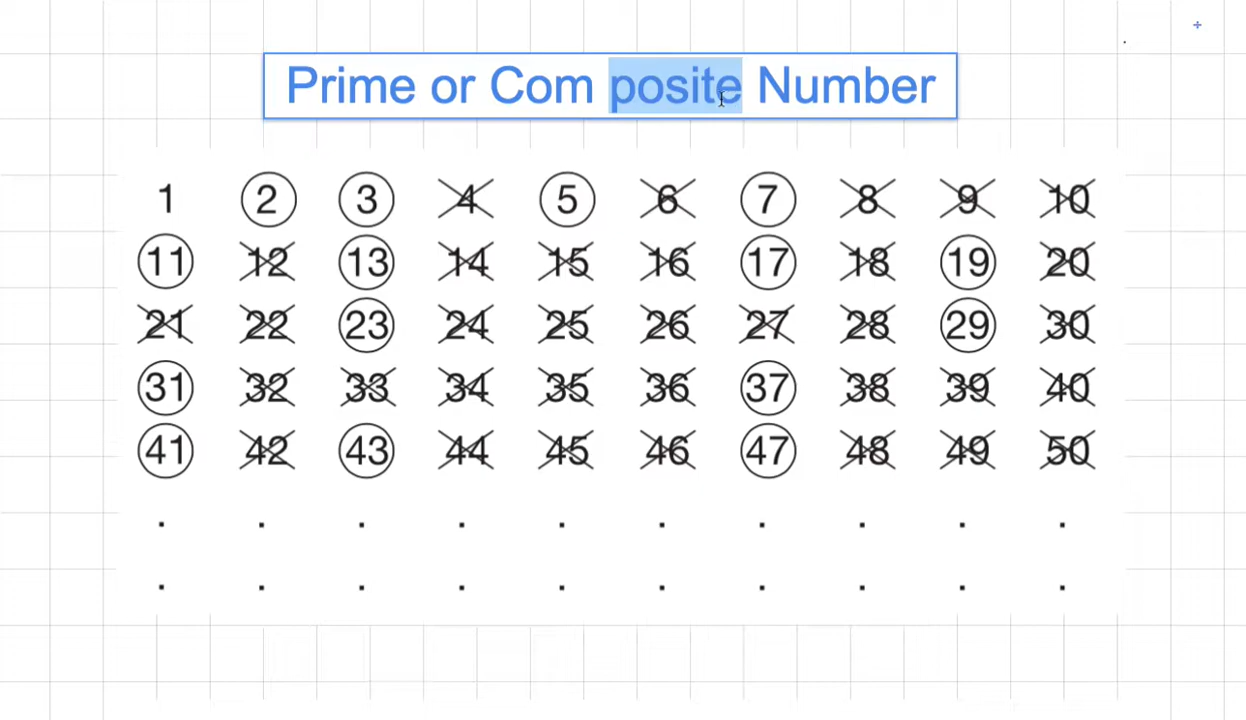 Prime or Com posite Number
1 2 3 4 5 6 7 8 9 10
11 12 13 14 15 16 17 18 19 20
21 22 23 24 25 26 27 28 29 30
31 32 33 34 35 36 37 38 39 40
41 42 43 44 45 46 47 48 49 50
. . . . . . . . . .
. . . . . . . . . .